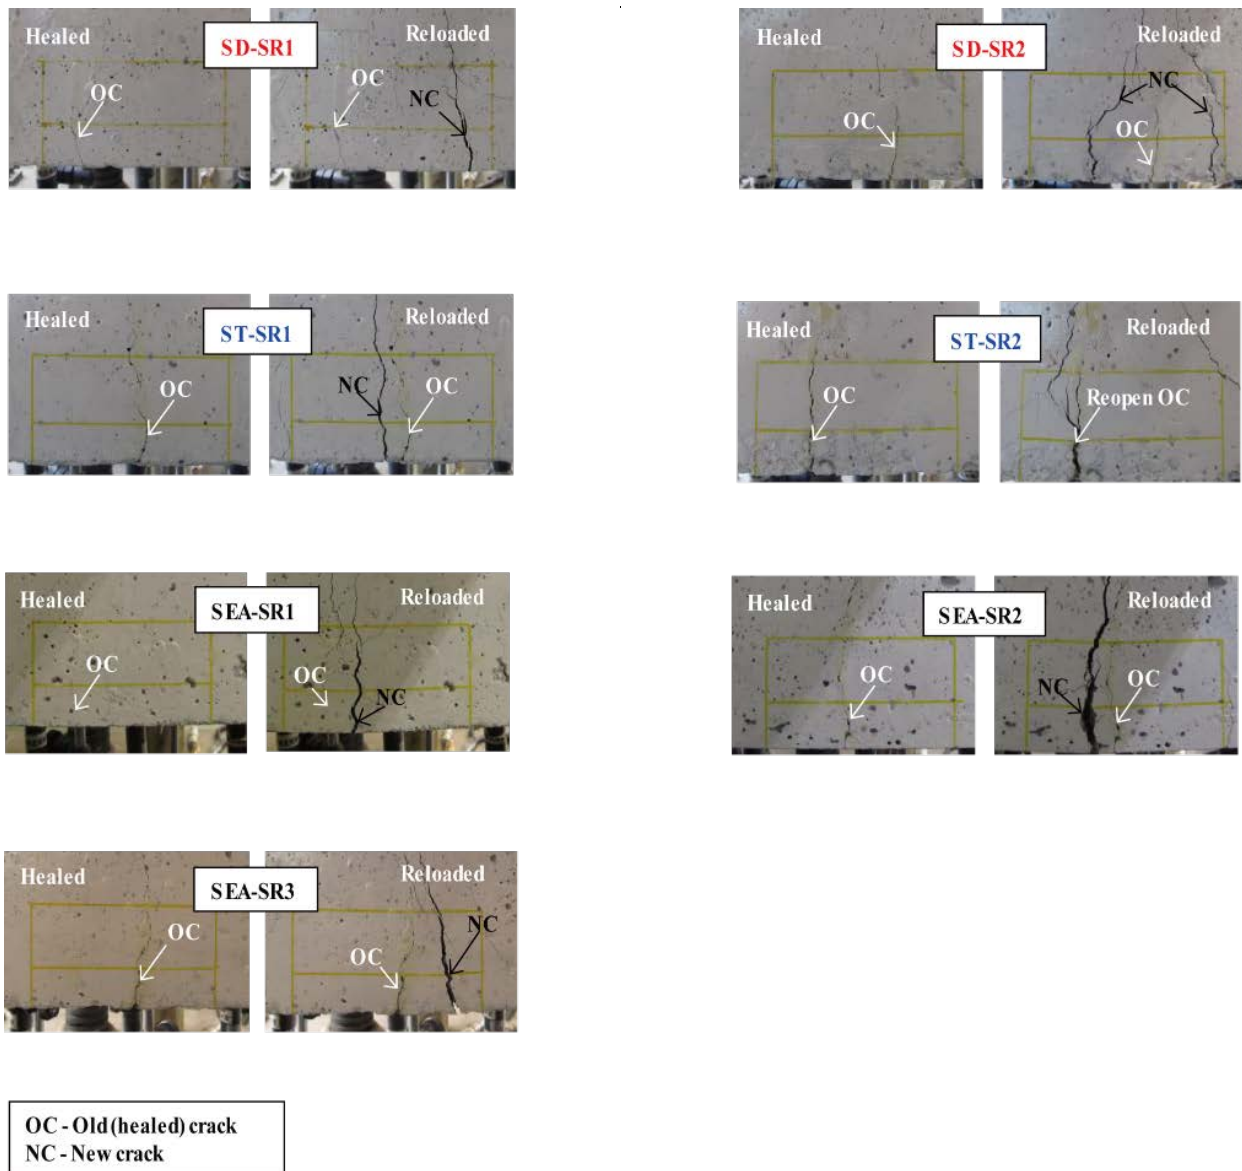 Healed
SD-SR1
Reloaded
OC
OC
NC
Healed
SD-SR2
Reloaded
OC
NC
OC
Healed
ST-SR1
Reloaded
OC
NC
OC
Healed
ST-SR2
Reloaded
OC
Reopen OC
Healed
SEA-SR1
Reloaded
OC
OC
NC
Healed
SEA-SR2
Reloaded
OC
NC
OC
Healed
SEA-SR3
Reloaded
OC
OC
NC
OC - Old (healed) crack
NC - New crack